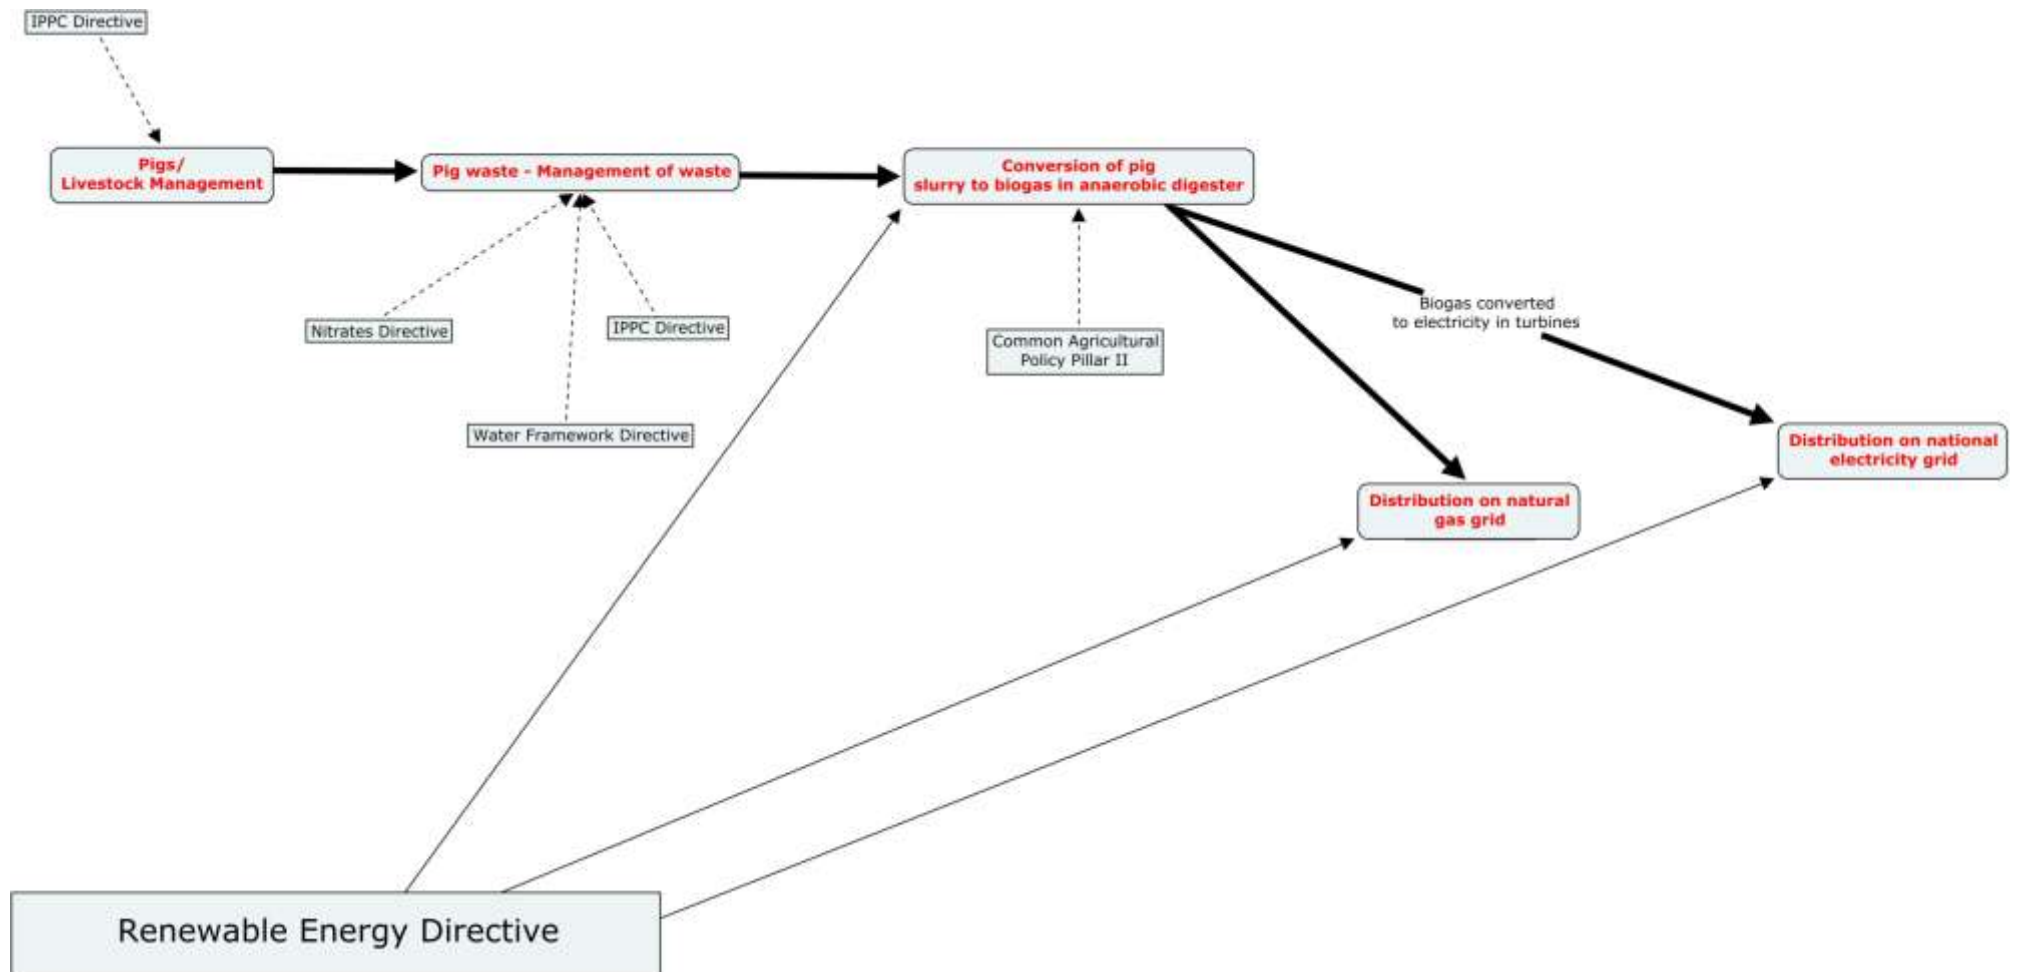 IPPC Directive
Pigs/
Livestock Management
Pig waste - Management of waste
Conversion of pig
slurry to biogas in anaerobic digester
Nitrates Directive
IPPC Directive
Water Framework Directive
Common Agricultural
Policy Pillar II
Biogas converted
to electricity in turbines
Distribution on national
electricity grid
Distribution on natural
gas grid
Renewable Energy Directive